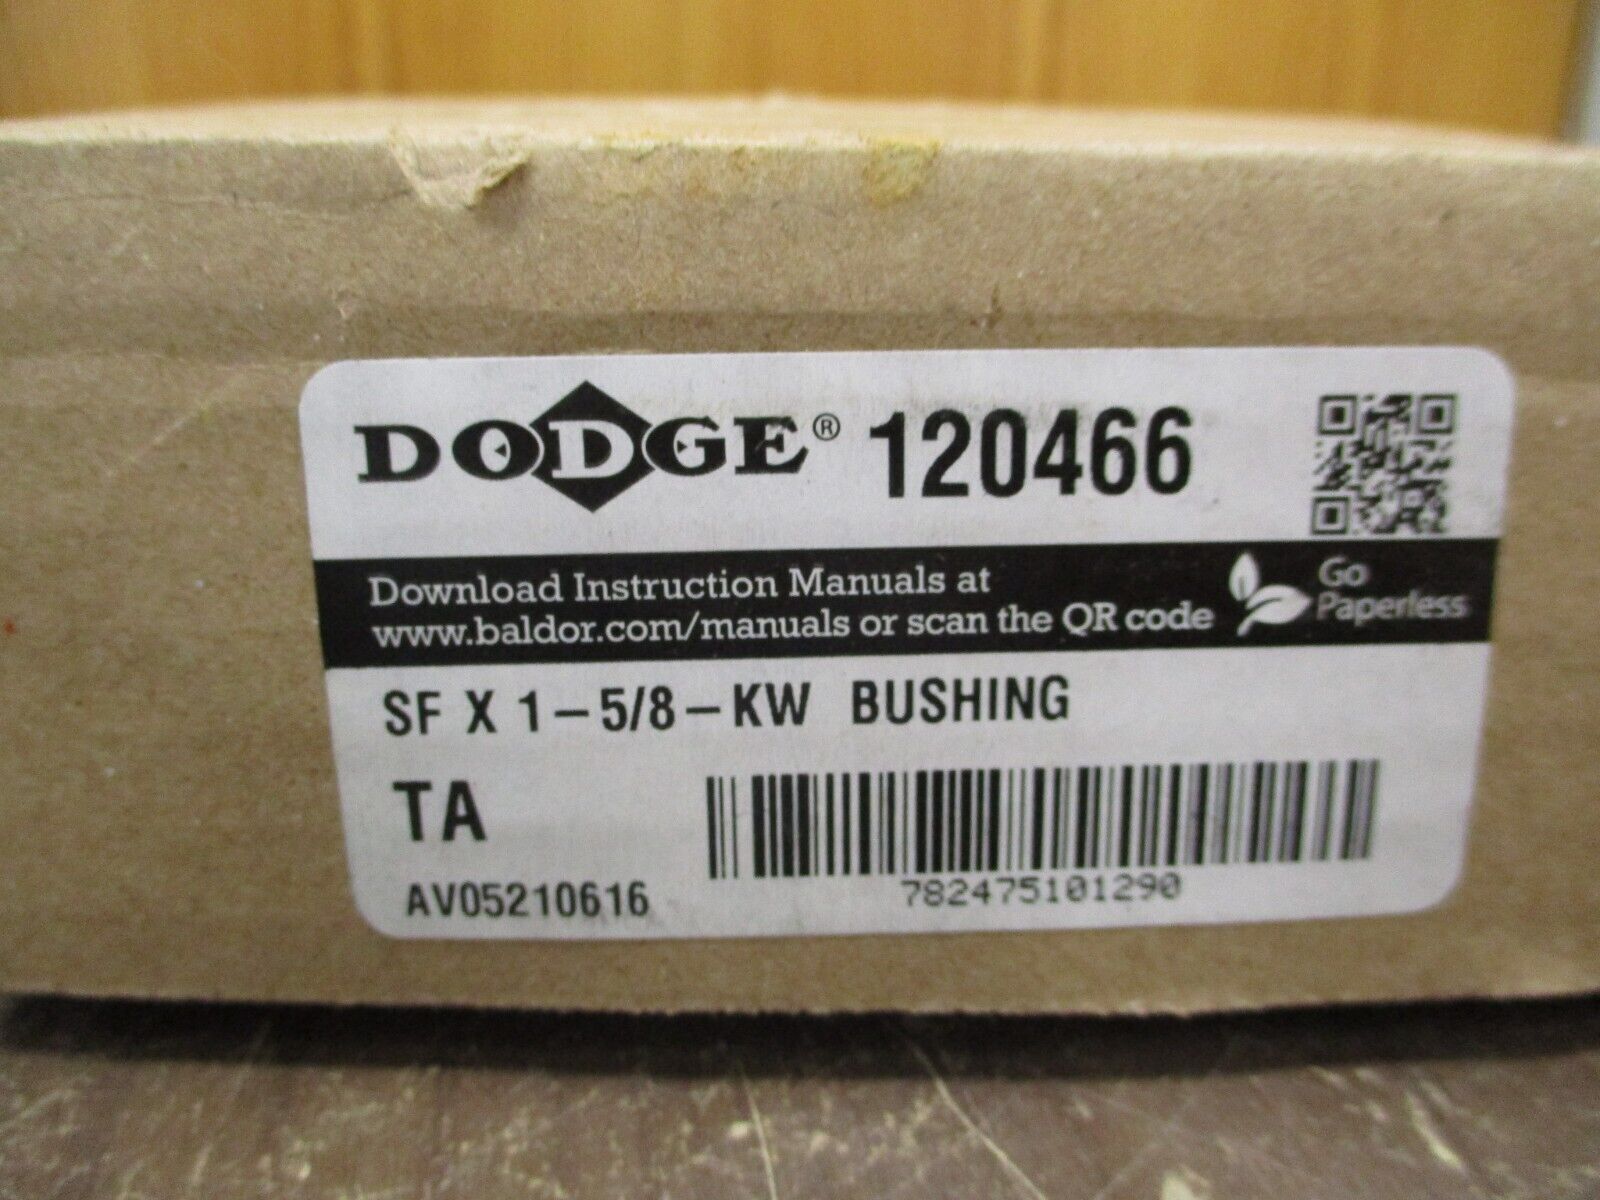 DODGE® 120466
Download Instruction Manuals at
www.baldor.com/manuals or scan the QR code
Go
Paperless
SF X 1-5/8-KW BUSHING
TA
AV05210616
782475101290